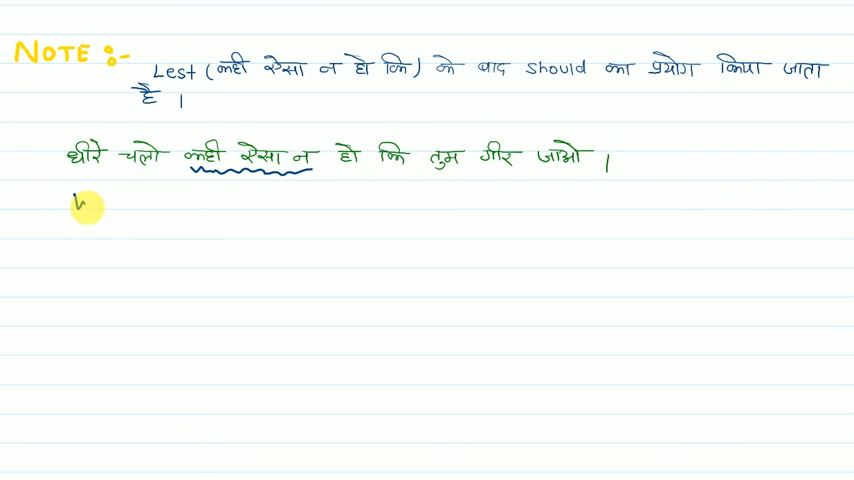 NOTE :-
Lest (कही ऐसा न हो कि) के बाद should का प्रयोग किया जाता
है ।
धीरे चलो कही ऐसा न हो कि तुम गीर जाओ ।